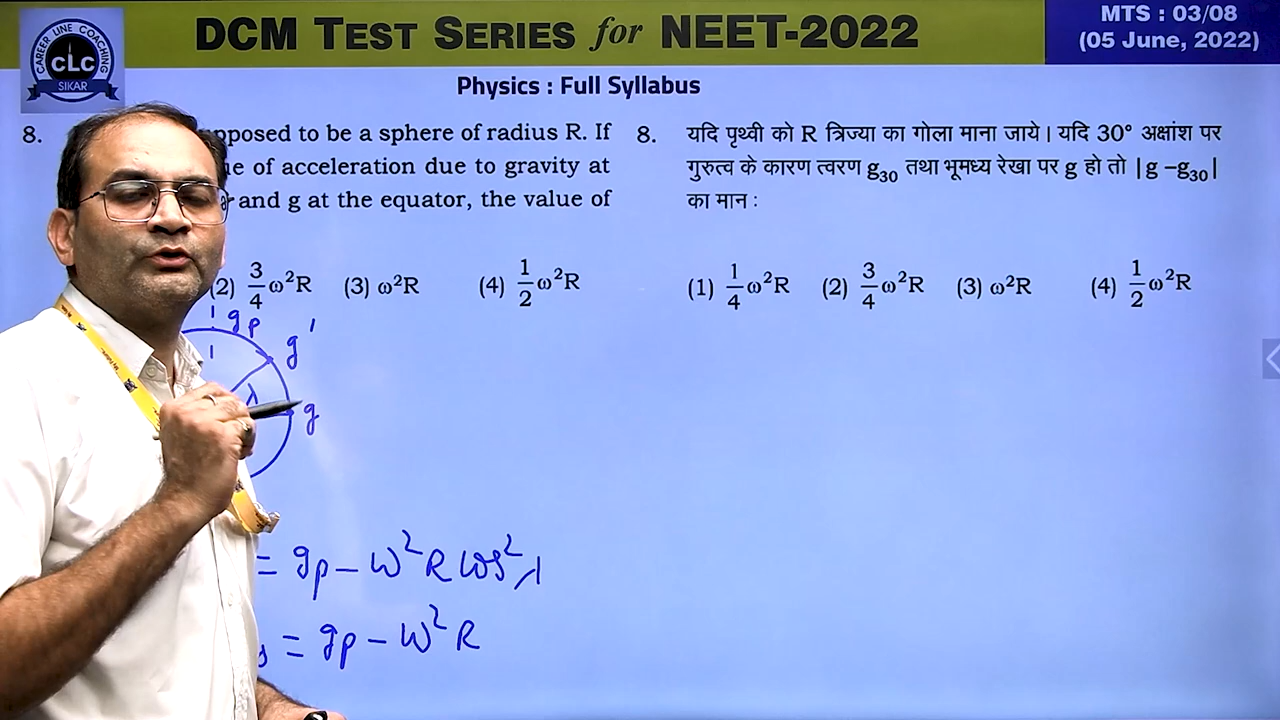 CAREER LINE COACHING
CLC
SIKAR
DCM TEST SERIES for NEET-2022
MTS : 03/08
(05 June, 2022)
Physics : Full Syllabus
8.
pposed to be a sphere of radius R. If
ue of acceleration due to gravity at
and g at the equator, the value of
(2) 3/4 ω²R (3) ω²R (4) 1/2 ω²R
8. यदि पृथ्वी को R त्रिज्या का गोला माना जाये। यदि 30° अक्षांश पर
गुरुत्व के कारण त्वरण g₃₀ तथा भूमध्य रेखा पर g हो तो |g –g₃₀|
का मान :
(1) 1/4 ω²R (2) 3/4 ω²R (3) ω²R (4) 1/2 ω²R
gp
g'
λ
g
= gp – ω²R cos²λ
= gp – ω²R